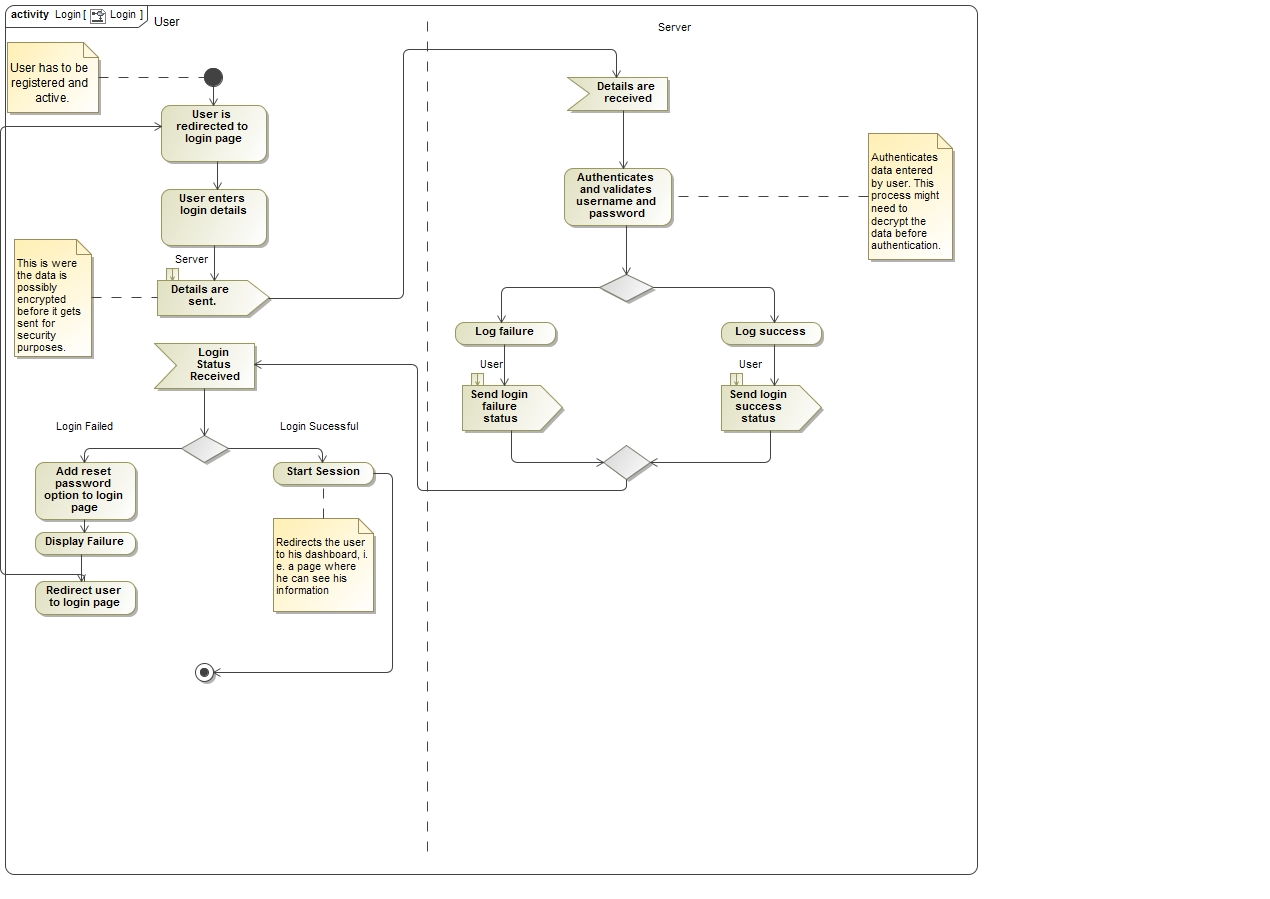 activity Login [ Login ]
User
Server
User has to be
registered and
active.
User is
redirected to
login page
User enters
login details
Server
Details are
sent.
This is were
the data is
possibly
encrypted
before it gets
sent for
security
purposes.
Details are
received
Authenticates
and validates
username and
password
Authenticates
data entered
by user. This
process might
need to
decrypt the
data before
authentication.
Log failure
Log success
User
User
Send login
failure
status
Send login
success
status
Login
Status
Received
Login Failed
Login Sucessful
Add reset
password
option to login
page
Start Session
Display Failure
Redirects the user
to his dashboard, i.
e. a page where
he can see his
information
Redirect user
to login page